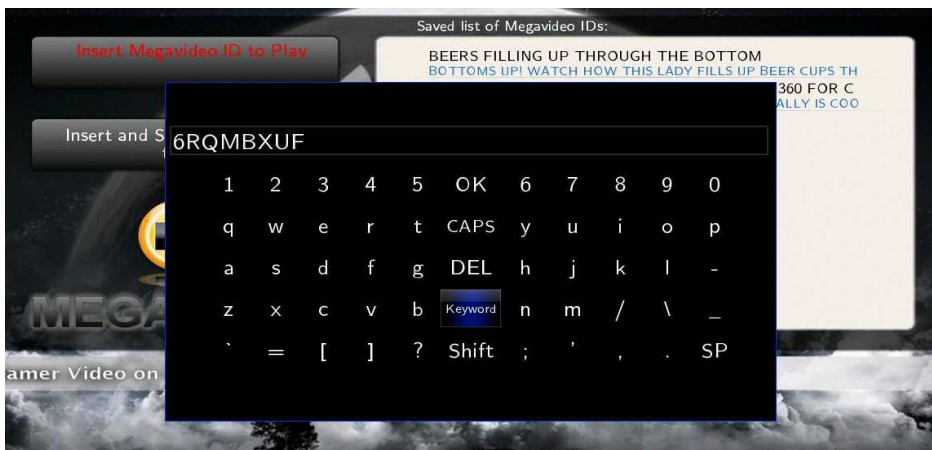 Saved list of Megavideo IDs:
Insert Megavideo ID to Play
BEERS FILLING UP THROUGH THE BOTTOM
BOTTOMS UP! WATCH HOW THIS LADY FILLS UP BEER CUPS TH
360 FOR C
ALLY IS COO
Insert and S
6RQMBXUF
1 2 3 4 5 OK 6 7 8 9 0
q w e r t CAPS y u i o p
a s d f g DEL h j k l -
z x c v b Keyword n m / \ _
` = [ ] ? Shift ; ' , . SP
MEGA
amer Video on